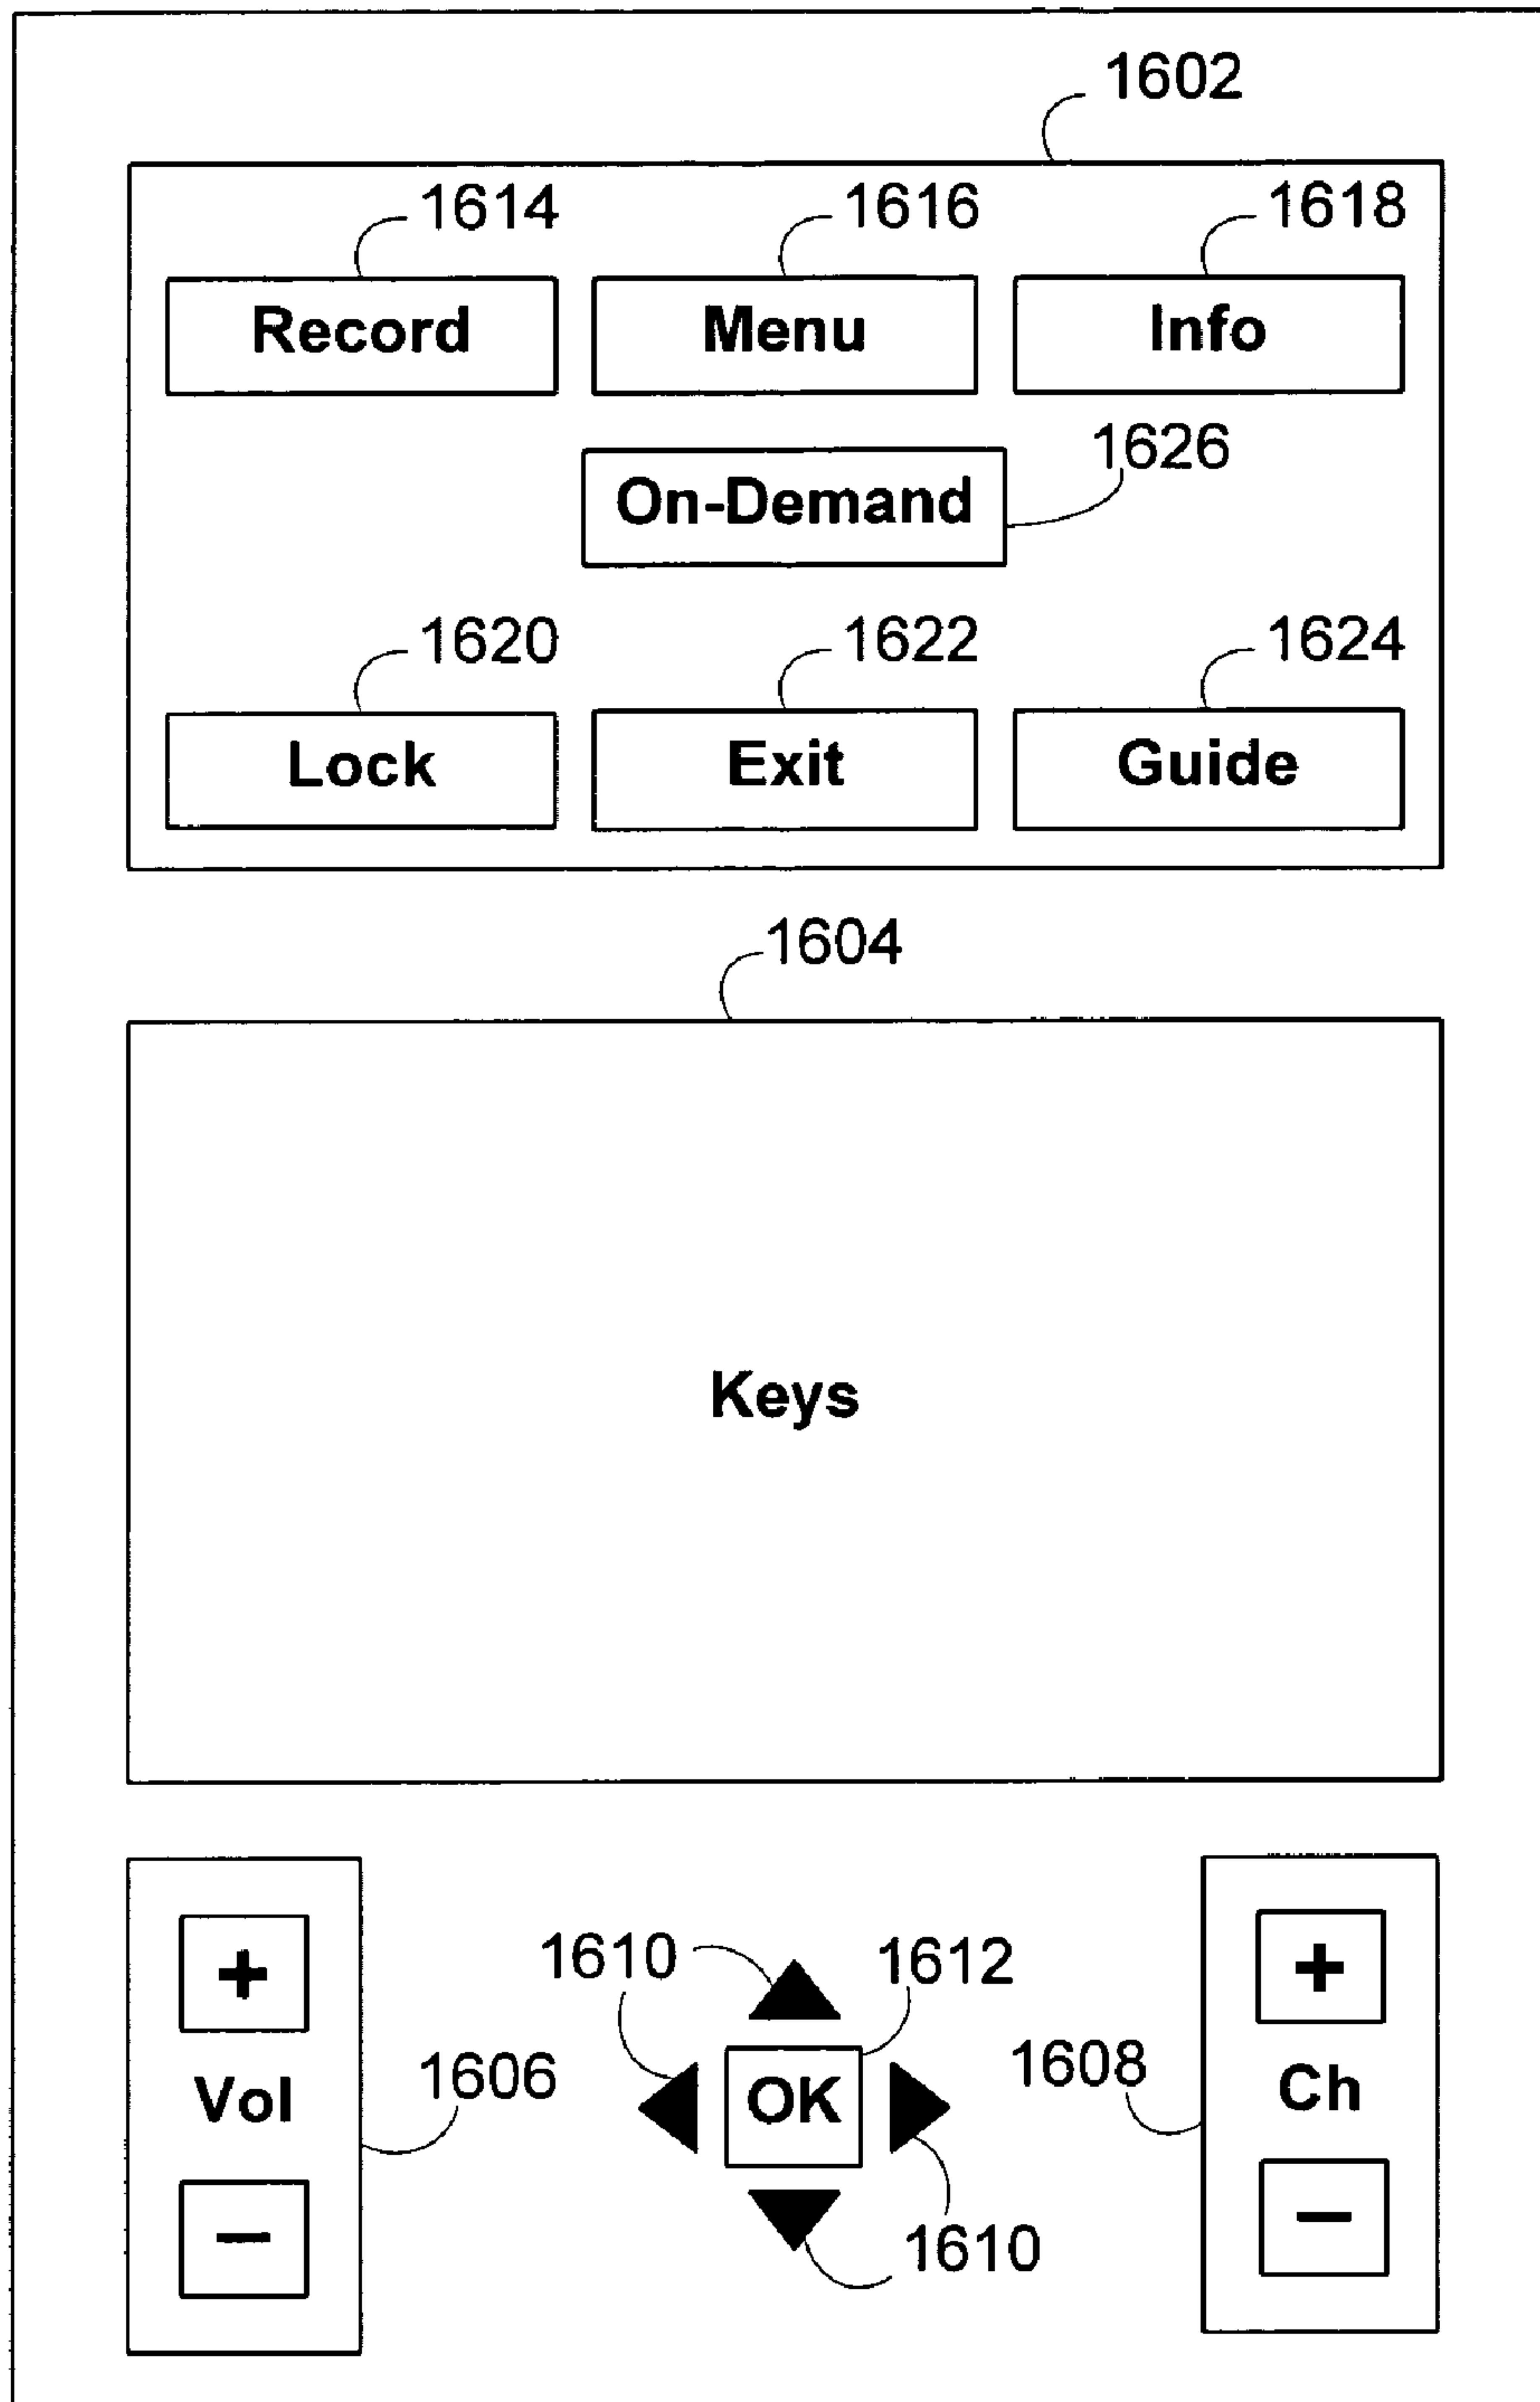 1602
1614 1616 1618
Record Menu Info
1626
On-Demand
1620 1622 1624
Lock Exit Guide
1604
Keys
+ 1610 1612 +
Vol 1606 OK 1608 Ch
− 1610 −